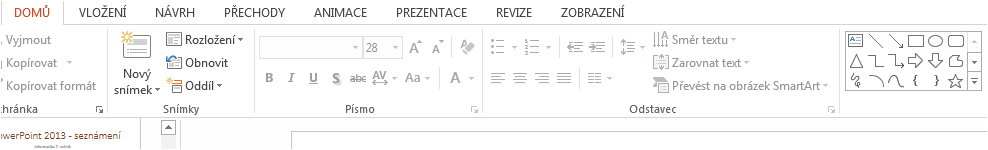 DOMŮ VLOŽENÍ NÁVRH PŘECHODY ANIMACE PREZENTACE REVIZE ZOBRAZENÍ
Vyjmout
Kopírovat
Kopírovat formát
chránka
Nový
snímek
Rozložení
Obnovit
Oddíl
Snímky
28
A A
B I U S abc AV Aa A
Písmo
Směr textu
Zarovnat text
Převést na obrázek SmartArt
Odstavec
owerPoint 2013 - seznámení